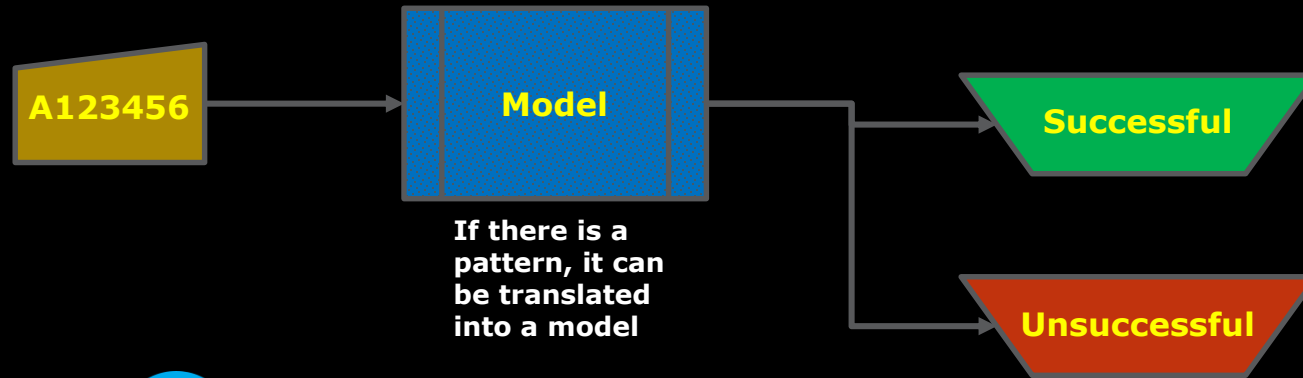 A123456
Model
Successful
If there is a
pattern, it can
be translated
into a model
Unsuccessful